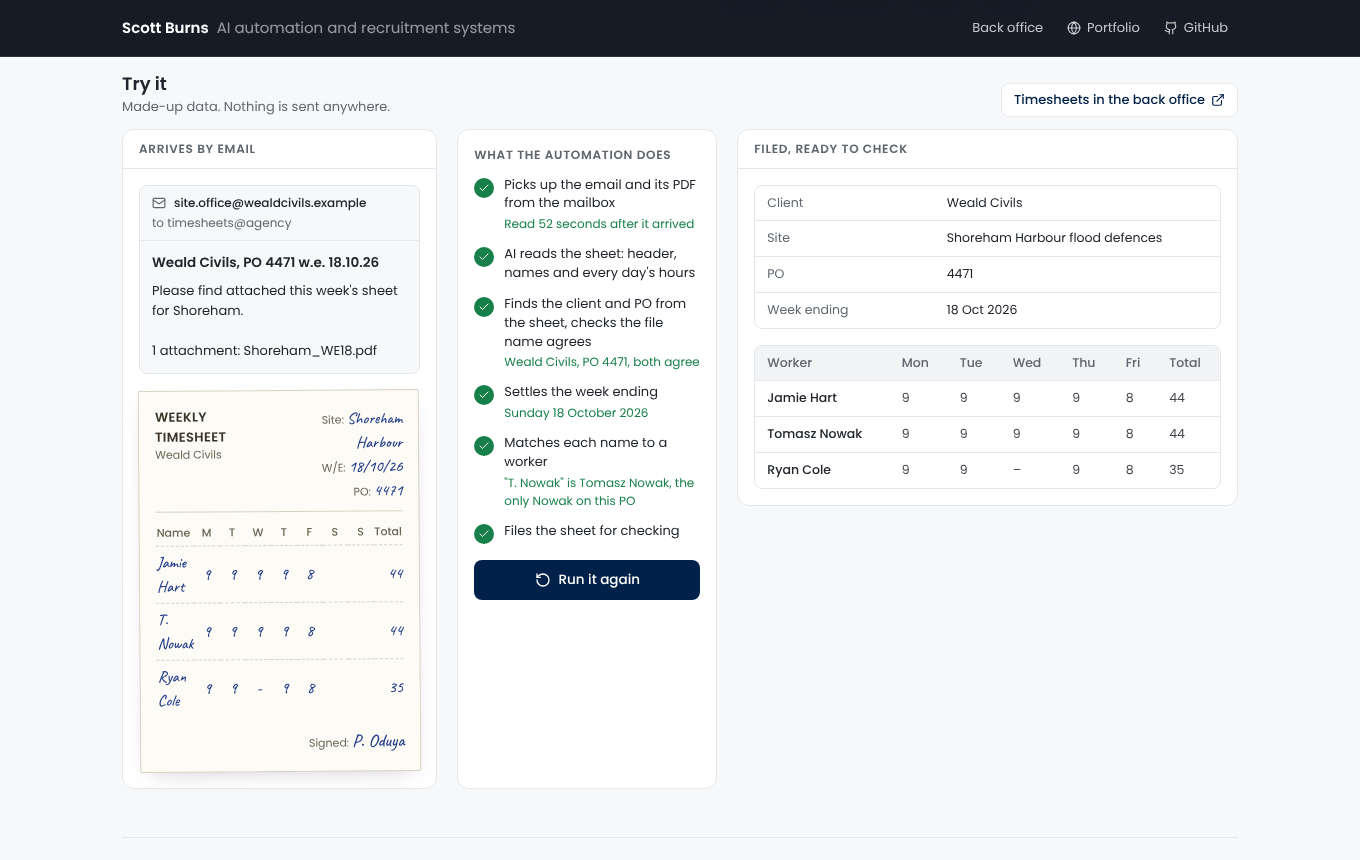 Scott Burns AI automation and recruitment systems
Back office Portfolio GitHub
Try it
Made-up data. Nothing is sent anywhere.
Timesheets in the back office
ARRIVES BY EMAIL
site.office@wealdcivils.example
to timesheets@agency
Weald Civils, PO 4471 w.e. 18.10.26
Please find attached this week's sheet
for Shoreham.
1 attachment: Shoreham_WE18.pdf
WEEKLY
TIMESHEET
Weald Civils
Site: Shoreham
Harbour
W/E: 18/10/26
PO: 4471
Name M T W T F S S Total
Jamie
Hart 9 9 9 9 8 44
T.
Nowak 9 9 9 9 8 44
Ryan
Cole 9 9 - 9 8 35
Signed: P. Oduya
WHAT THE AUTOMATION DOES
Picks up the email and its PDF
from the mailbox
Read 52 seconds after it arrived
AI reads the sheet: header,
names and every day's hours
Finds the client and PO from
the sheet, checks the file
name agrees
Weald Civils, PO 4471, both agree
Settles the week ending
Sunday 18 October 2026
Matches each name to a
worker
"T. Nowak" is Tomasz Nowak, the
only Nowak on this PO
Files the sheet for checking
Run it again
FILED, READY TO CHECK
Client Weald Civils
Site Shoreham Harbour flood defences
PO 4471
Week ending 18 Oct 2026
Worker Mon Tue Wed Thu Fri Total
Jamie Hart 9 9 9 9 8 44
Tomasz Nowak 9 9 9 9 8 44
Ryan Cole 9 9 – 9 8 35